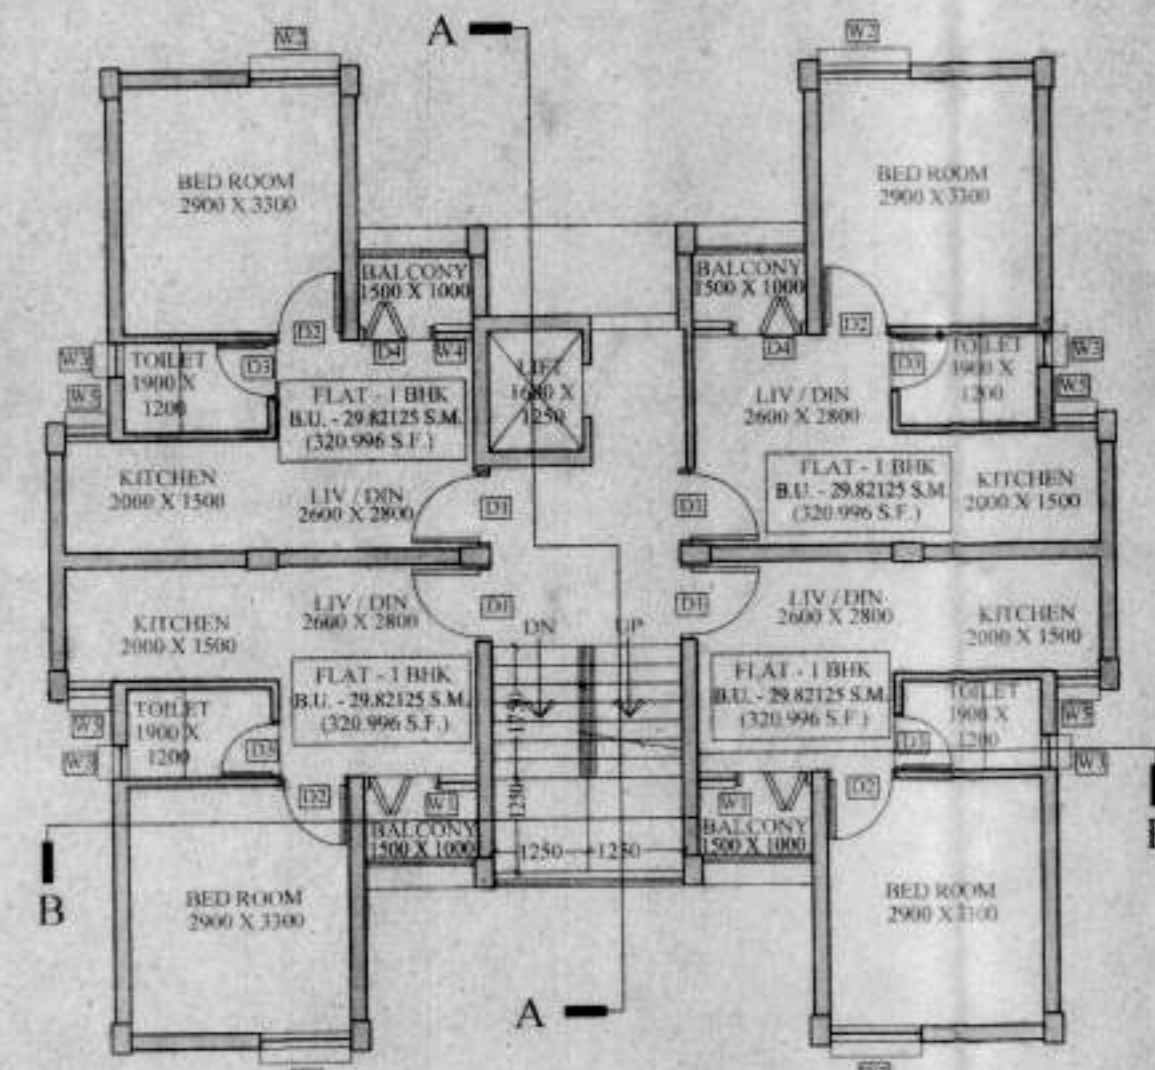 A
W2
W2
BED ROOM
2900 X 3300
BED ROOM
2900 X 3300
BALCONY
1500 X 1000
BALCONY
1500 X 1000
D2
D2
W3
TOILET
1900 X
1200
D3
D4
W4
LIFT
1250
D4
D3
TOILET
1900 X
1200
W3
W5
W5
FLAT - 1 BHK
B.U. - 29.82125 S.M.
(320.996 S.F.)
LIV / DIN
2600 X 2800
KITCHEN
2000 X 1500
LIV / DIN
2600 X 2800
FLAT - 1 BHK
B.U. - 29.82125 S.M.
(320.996 S.F.)
KITCHEN
2000 X 1500
D1
D1
KITCHEN
2000 X 1500
LIV / DIN
2600 X 2800
D1
DN
UP
D1
LIV / DIN
2600 X 2800
KITCHEN
2000 X 1500
FLAT - 1 BHK
B.U. - 29.82125 S.M.
(320.996 S.F.)
FLAT - 1 BHK
B.U. - 29.82125 S.M.
(320.996 S.F.)
W5
TOILET
1900 X
1200
D3
W3
TOILET
1900 X
1200
D3
W5
W3
D2
W1
1250
W1
D2
BALCONY
1500 X 1000
1250
1250
BALCONY
1500 X 1000
B
BED ROOM
2900 X 3300
BED ROOM
2900 X 3300
A